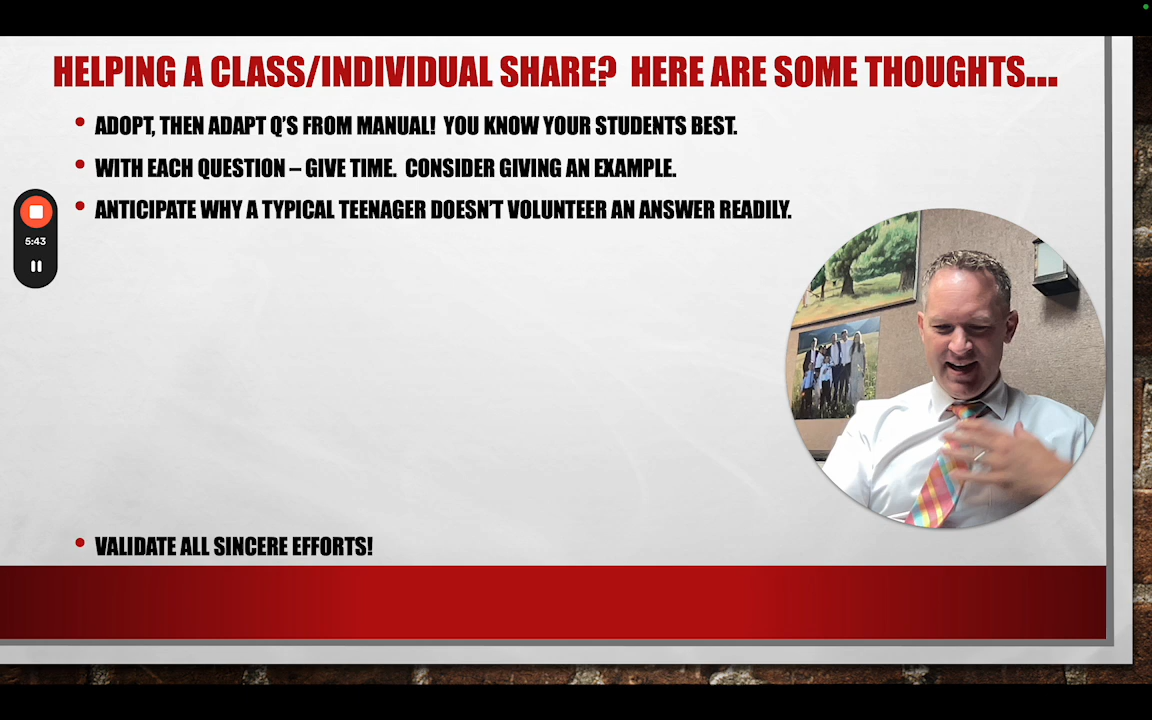 HELPING A CLASS/INDIVIDUAL SHARE? HERE ARE SOME THOUGHTS...
ADOPT, THEN ADAPT Q'S FROM MANUAL! YOU KNOW YOUR STUDENTS BEST.
WITH EACH QUESTION – GIVE TIME. CONSIDER GIVING AN EXAMPLE.
ANTICIPATE WHY A TYPICAL TEENAGER DOESN'T VOLUNTEER AN ANSWER READILY.
5:43
VALIDATE ALL SINCERE EFFORTS!